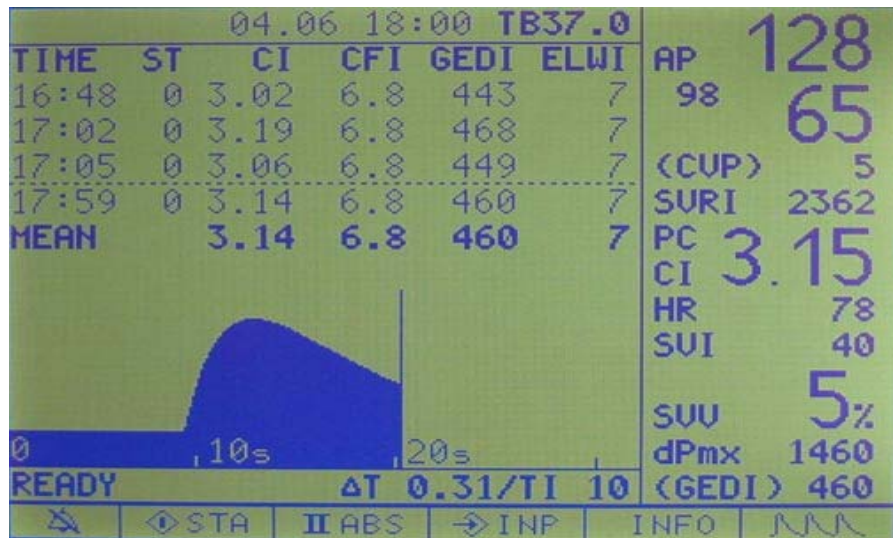 04.06 18:00 TB37.0
TIME ST CI CFI GEDI ELWI
16:48 0 3.02 6.8 443 7
17:02 0 3.19 6.8 468 7
17:05 0 3.06 6.8 449 7
17:59 0 3.14 6.8 460 7
MEAN 3.14 6.8 460 7
0 10s 20s
READY ΔT 0.31/TI 10
AP 128
98 65
(CVP) 5
SVRI 2362
PC
CI 3.15
HR 78
SVI 40
SVV 5%
dPmx 1460
(GEDI) 460
STA II ABS INP INFO